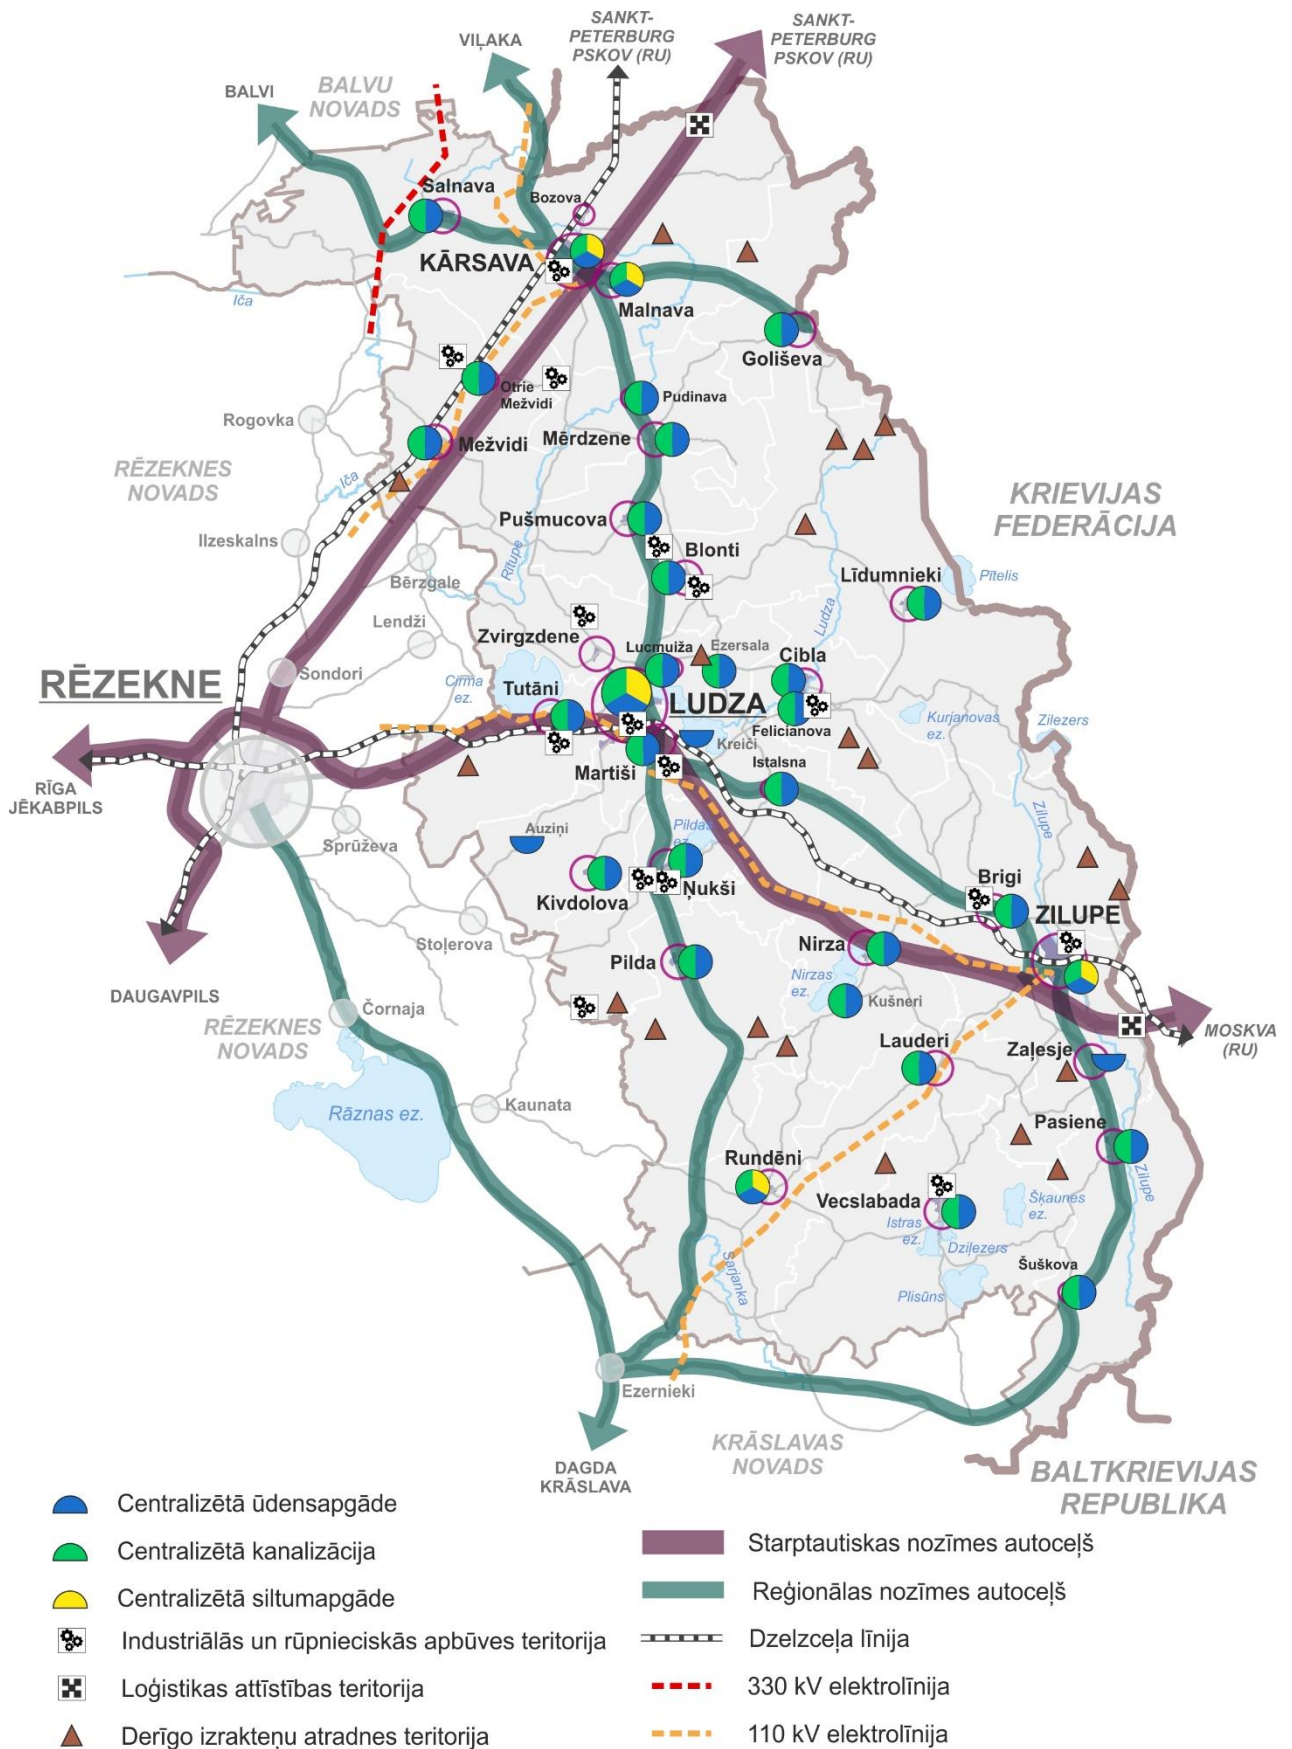 SANKT-
PETERBURG
PSKOV (RU)
SANKT-
PETERBURG
PSKOV (RU)
VIĻAKA
BALVU
NOVADS
BALVI
Salnava
Bozova
KĀRSAVA
Malnava
Iča
Goliševa
Otrie
Mežvidi
Pudinava
Rogovka
Mežvidi
Mērdzene
RĒZEKNES
NOVADS
Iča
KRIEVIJAS
FEDERĀCIJA
Pušmucova
Ilzeskalns
Blonti
Rītupe
Bērzgale
Līdumnieki
Pītelis
Lendži
Ludza
Zvirgzdene
Lucmuiža
Ezersala
Cibla
Sondori
RĒZEKNE
Cirma
ez.
Tutāni
LUDZA
Kurjanovas
ez.
Zilezers
Felicianova
Kreiči
Martiši
Istalsna
RĪGA
JĒKABPILS
Zilupe
Auziņi
Pildas
ez.
Sprūževa
Brigi
Kivdolova
Ņukši
ZILUPE
Stoļerova
Nirza
Pilda
Nirzas
ez.
DAUGAVPILS
Kušneri
Čornaja
RĒZEKNES
NOVADS
MOSKVA
(RU)
Lauderi
Zaļesje
Rāznas ez.
Kaunata
Pasiene
Rundēni
Vecslabada
Zilupe
Šķaunes
ez.
Istras
ez.
Dziļezers
Sarjanka
Šuškova
Plisūns
Ezernieki
KRĀSLAVAS
NOVADS
DAGDA
KRĀSLAVA
BALTKRIEVIJAS
REPUBLIKA
Centralizētā ūdensapgāde
Centralizētā kanalizācija
Centralizētā siltumapgāde
Industriālās un rūpnieciskās apbūves teritorija
Loģistikas attīstības teritorija
Derīgo izrakteņu atradnes teritorija
Starptautiskas nozīmes autoceļš
Reģionālas nozīmes autoceļš
Dzelzceļa līnija
330 kV elektrolīnija
110 kV elektrolīnija